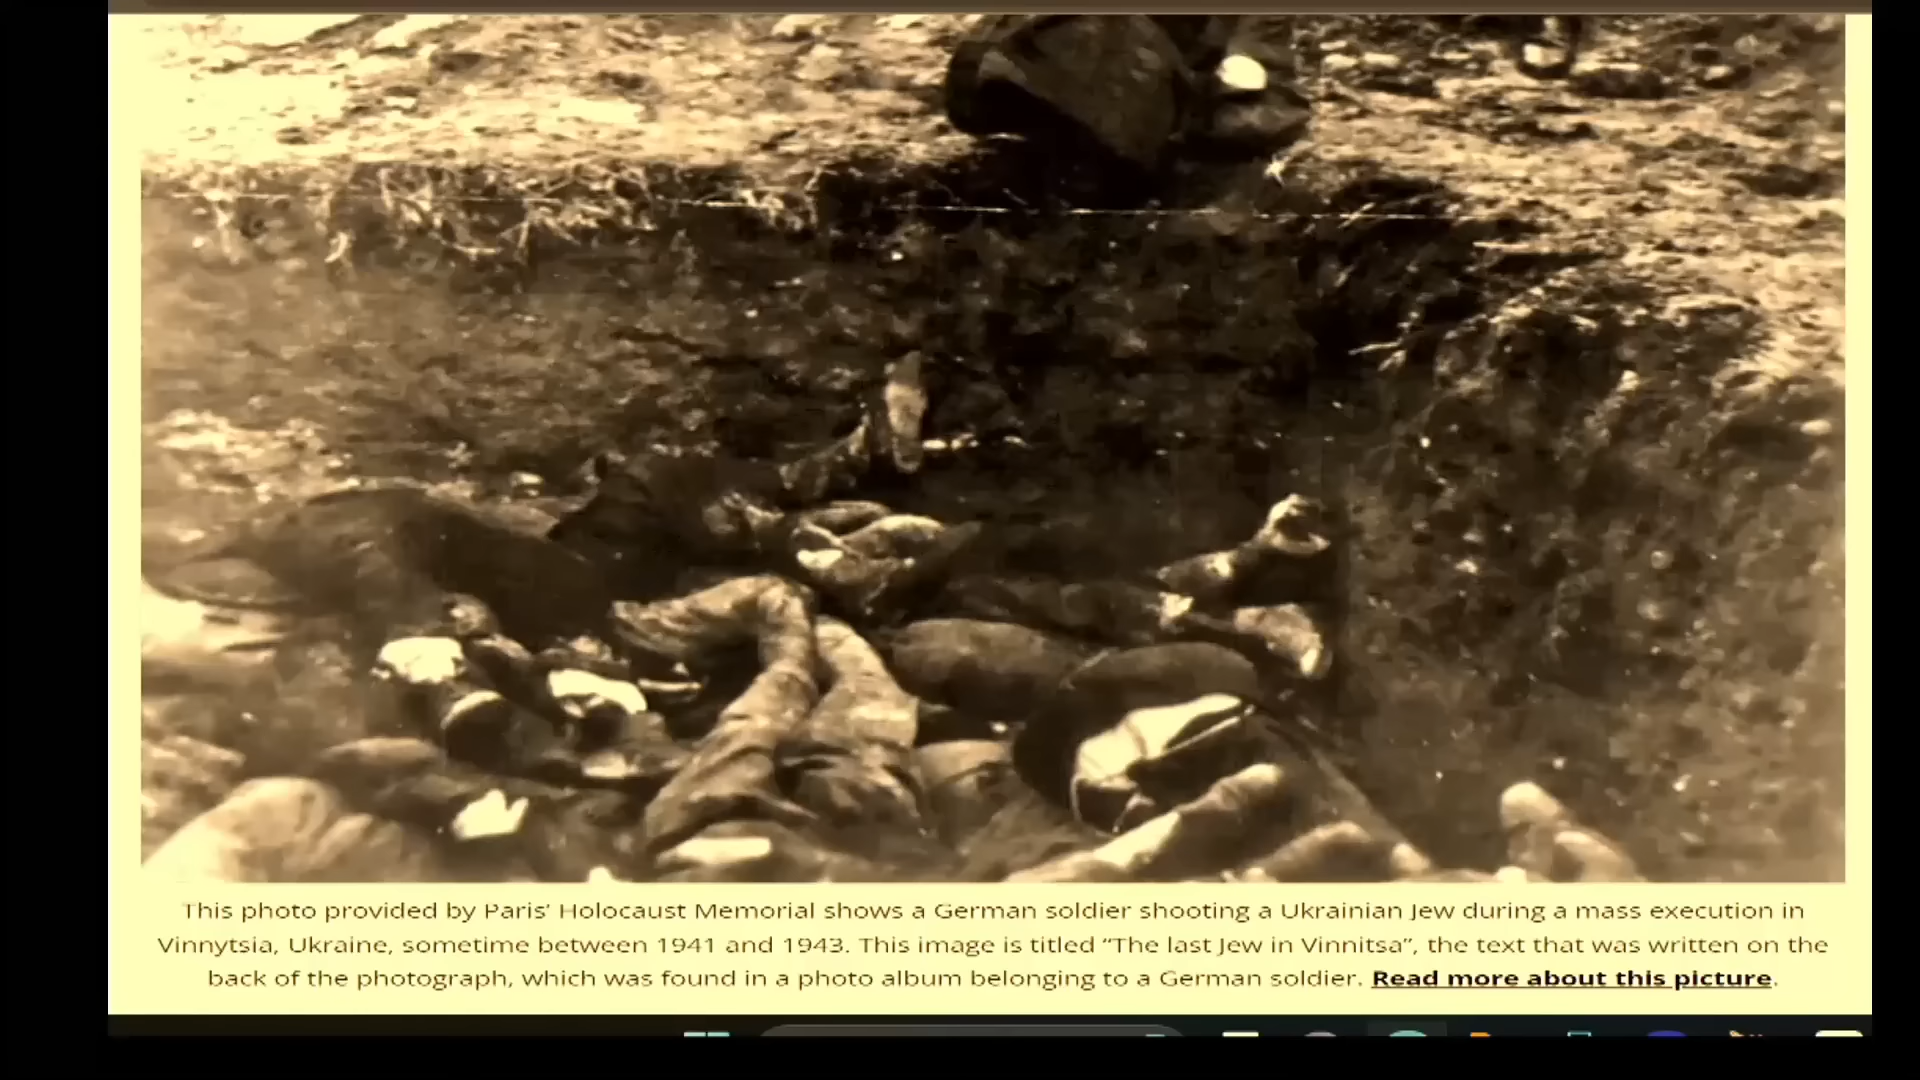 This photo provided by Paris’ Holocaust Memorial shows a German soldier shooting a Ukrainian Jew during a mass execution in
Vinnytsia, Ukraine, sometime between 1941 and 1943. This image is titled “The last Jew in Vinnitsa”, the text that was written on the
back of the photograph, which was found in a photo album belonging to a German soldier. Read more about this picture.